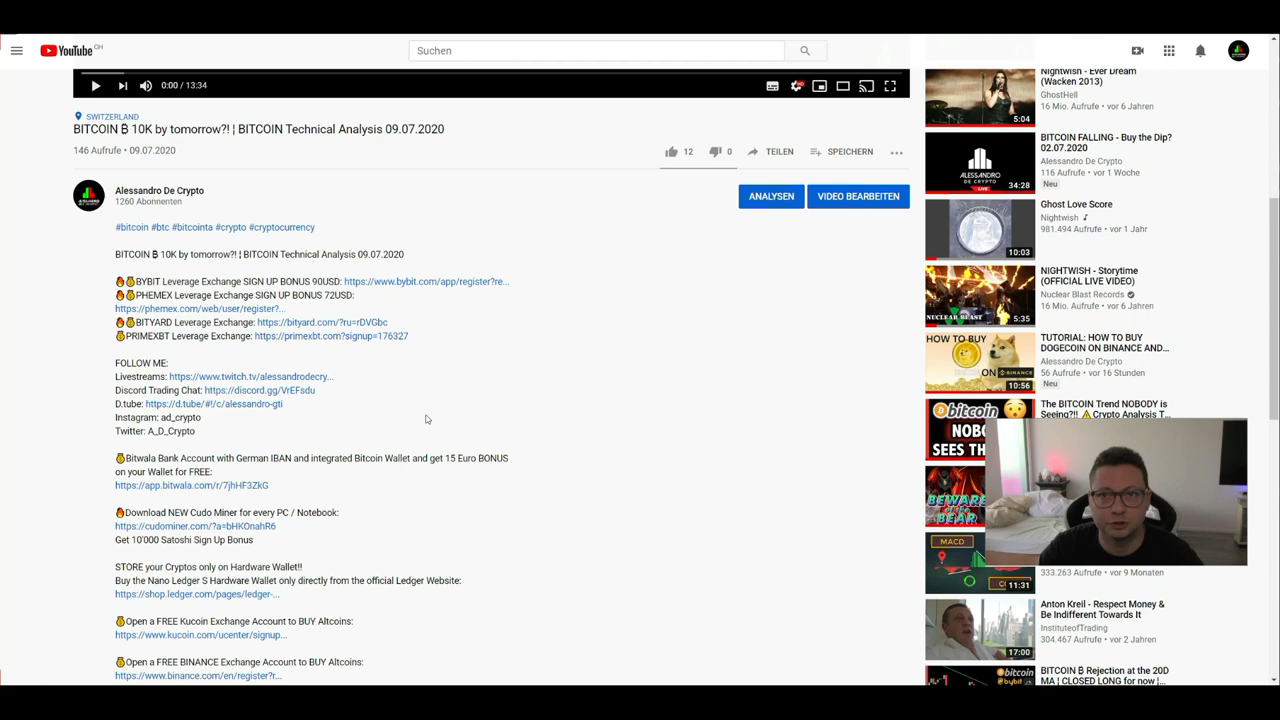 YouTube CH
Suchen
0:00 / 13:34
SWITZERLAND
BITCOIN ₿ 10K by tomorrow?! ¦ BITCOIN Technical Analysis 09.07.2020
146 Aufrufe • 09.07.2020
12
0
TEILEN
SPEICHERN
Alessandro De Crypto
1260 Abonnenten
ANALYSEN
VIDEO BEARBEITEN
#bitcoin #btc #bitcointa #crypto #cryptocurrency
BITCOIN ₿ 10K by tomorrow?! ¦ BITCOIN Technical Analysis 09.07.2020
BYBIT Leverage Exchange SIGN UP BONUS 90USD: https://www.bybit.com/app/register?re...
PHEMEX Leverage Exchange SIGN UP BONUS 72USD:
https://phemex.com/web/user/register?...
BITYARD Leverage Exchange: https://bityard.com/?ru=rDVGbc
PRIMEXBT Leverage Exchange: https://primexbt.com?signup=176327
FOLLOW ME:
Livestreams: https://www.twitch.tv/alessandrodecry...
Discord Trading Chat: https://discord.gg/VrEFsdu
D.tube: https://d.tube/#!/c/alessandro-gti
Instagram: ad_crypto
Twitter: A_D_Crypto
Bitwala Bank Account with German IBAN and integrated Bitcoin Wallet and get 15 Euro BONUS
on your Wallet for FREE:
https://app.bitwala.com/r/7jhHF3ZkG
Download NEW Cudo Miner for every PC / Notebook:
https://cudominer.com/?a=bHKOnahR6
Get 10'000 Satoshi Sign Up Bonus
STORE your Cryptos only on Hardware Wallet!!
Buy the Nano Ledger S Hardware Wallet only directly from the official Ledger Website:
https://shop.ledger.com/pages/ledger-...
Open a FREE Kucoin Exchange Account to BUY Altcoins:
https://www.kucoin.com/ucenter/signup...
Open a FREE BINANCE Exchange Account to BUY Altcoins:
https://www.binance.com/en/register?r...
Nightwish - Ever Dream
(Wacken 2013)
GhostHell
16 Mio. Aufrufe • vor 6 Jahren
5:04
BITCOIN FALLING - Buy the Dip?
02.07.2020
Alessandro De Crypto
116 Aufrufe • vor 1 Woche
Neu
ALESSANDRO
DE CRYPTO
LIVE
34:28
Ghost Love Score
Nightwish
981.494 Aufrufe • vor 1 Jahr
10:03
NIGHTWISH - Storytime
(OFFICIAL LIVE VIDEO)
Nuclear Blast Records
16 Mio. Aufrufe • vor 6 Jahren
NUCLEAR BLAST
5:35
TUTORIAL: HOW TO BUY
DOGECOIN ON BINANCE AND...
Alessandro De Crypto
56 Aufrufe • vor 16 Stunden
Neu
HOW TO BUY
ON BINANCE
10:56
The BITCOIN Trend NOBODY is
Seeing?!! Crypto Analysis T...
bitcoin
NOB
SEES TH
BEWARE
of the
BEAR
MACD
11:31
333.263 Aufrufe • vor 9 Monaten
Anton Kreil - Respect Money &
Be Indifferent Towards It
InstituteofTrading
304.467 Aufrufe • vor 2 Jahren
17:00
BITCOIN ₿ Rejection at the 20D
MA ¦ CLOSED LONG for now ¦...
bitcoin